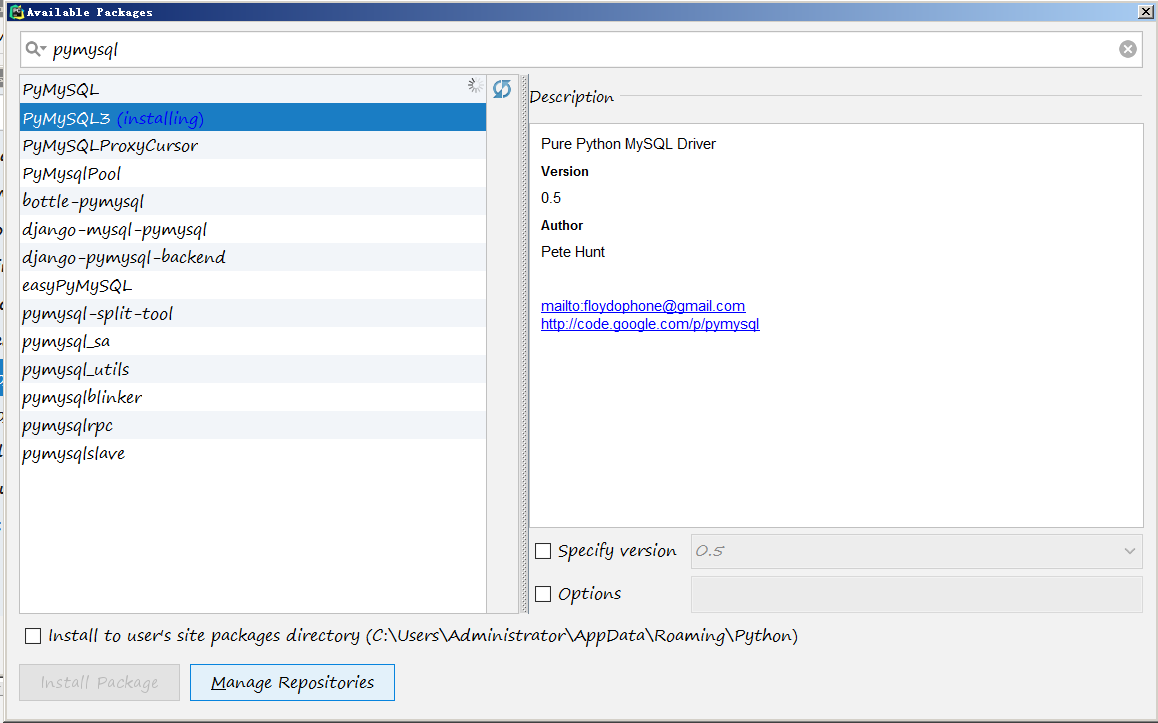 Available Packages
pymysql
PyMySQL
PyMySQL3 (installing)
PyMySQLProxyCursor
PyMysqlPool
bottle-pymysql
django-mysql-pymysql
django-pymysql-backend
easyPyMySQL
pymysql-split-tool
pymysql_sa
pymysql_utils
pymysqlblinker
pymysqlrpc
pymysqlslave
Description
Pure Python MySQL Driver
Version
0.5
Author
Pete Hunt
mailto:floydophone@gmail.com
http://code.google.com/p/pymysql
Specify version 0.5
Options
Install to user's site packages directory (C:\Users\Administrator\AppData\Roaming\Python)
Install Package Manage Repositories